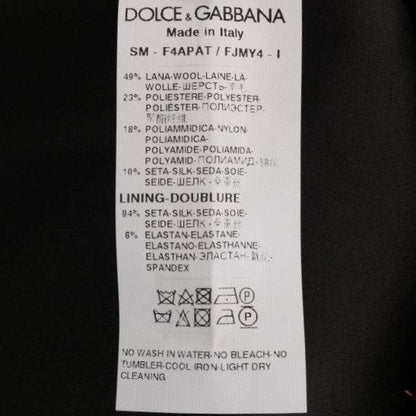 DOLCE & GABBANA
Made in Italy
SM - F4APAT / FJMY4 - I
49% LANA-WOOL-LAINE-LA
WOLLE-ШЕРСТЬ-
23% POLIESTERE-POLYESTER-
POLIÉSTER-ПОЛИЭСТЕР-
18% POLIAMMIDICA-NYLON-
POLIAMIDICA-
POLYAMIDE-POLIAMIDA-
POLYAMID-ПОЛИАМИД-
10% SETA-SILK-SEDA-SOIE-
SEIDE-ШЕЛК-
LINING-DOUBLURE
94% SETA-SILK-SEDA-SOIE-
SEIDE-ШЕЛК-
6% ELASTAN-ELASTANE-
ELASTANO-ELASTHANNE-
ELASTHAN-ЭЛАСТАН-
SPANDEX
P
P
NO WASH IN WATER-NO BLEACH-NO
TUMBLER-COOL IRON-LIGHT DRY
CLEANING